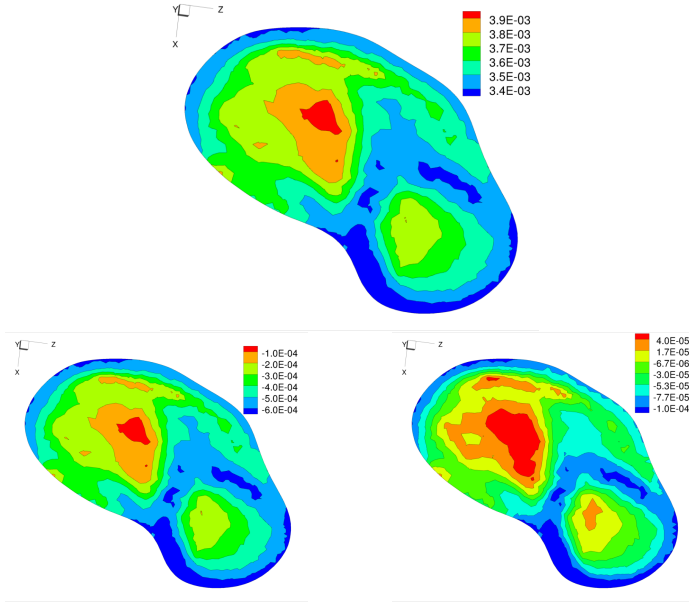 Y Z
X
3.9E-03
3.8E-03
3.7E-03
3.6E-03
3.5E-03
3.4E-03
Y Z
X
-1.0E-04
-2.0E-04
-3.0E-04
-4.0E-04
-5.0E-04
-6.0E-04
Y Z
X
4.0E-05
1.7E-05
-6.7E-06
-3.0E-05
-5.3E-05
-7.7E-05
-1.0E-04